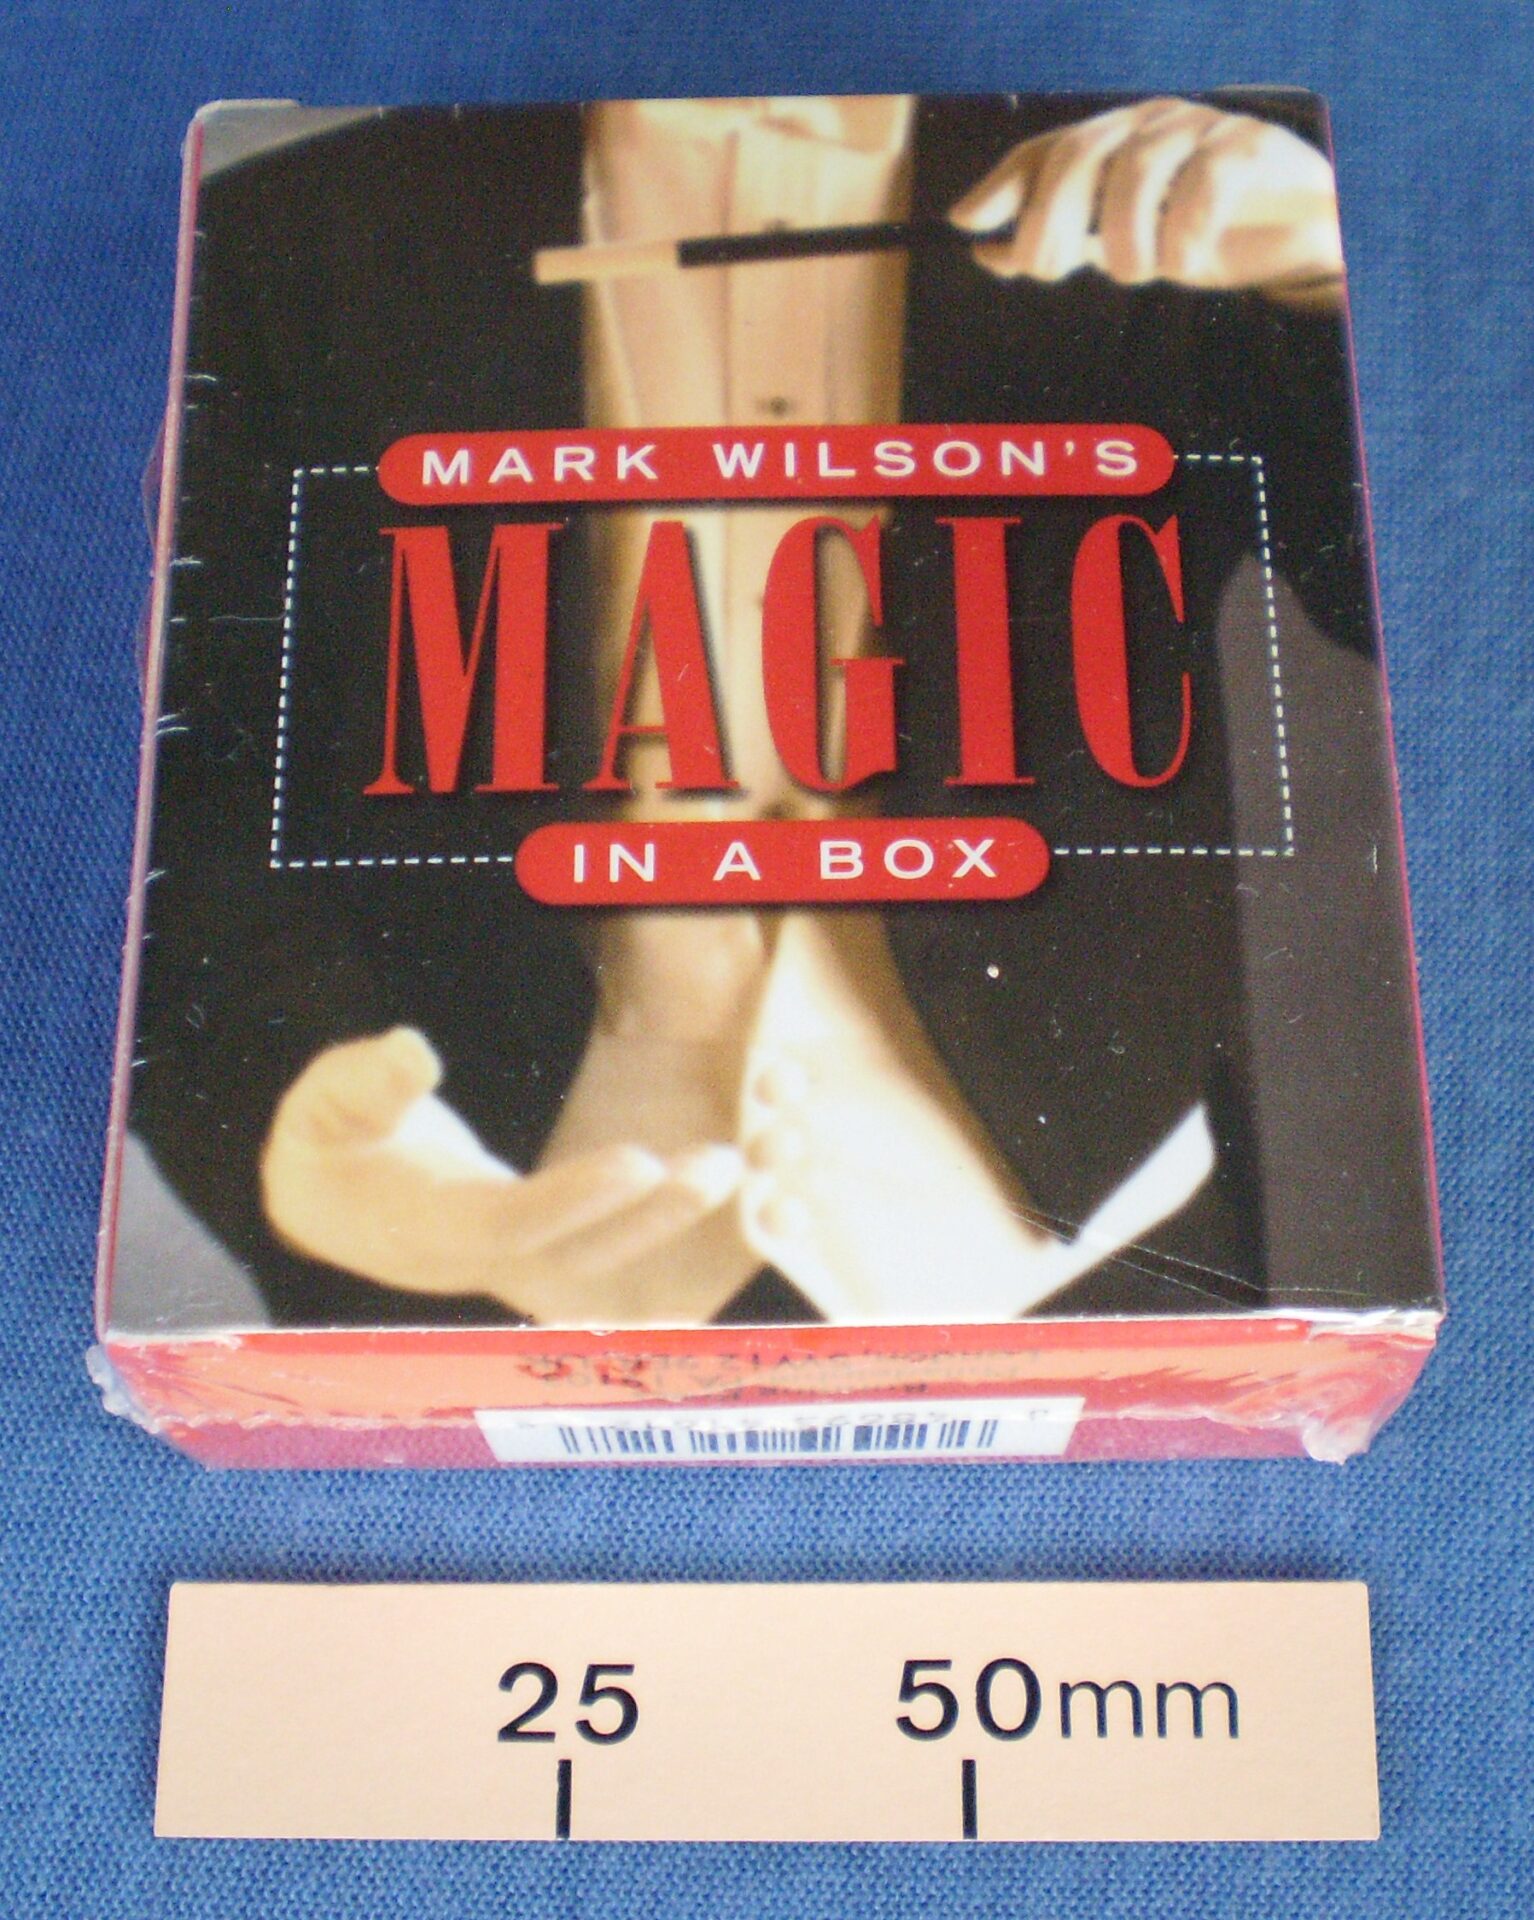 MARK WILSON'S
MAGIC
IN A BOX
25 50mm